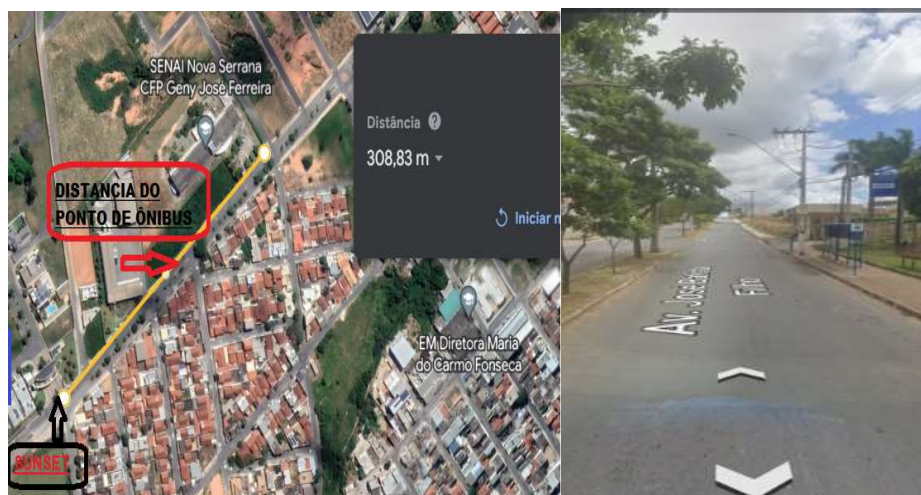 SENAI Nova Serrana
CFP Geny José Ferreira
DISTANCIA DO
PONTO DE ÔNIBUS
Distância
308,83 m
Iniciar
EM Diretora Maria
do Carmo Fonseca
SUNSET
Av. José
Filho